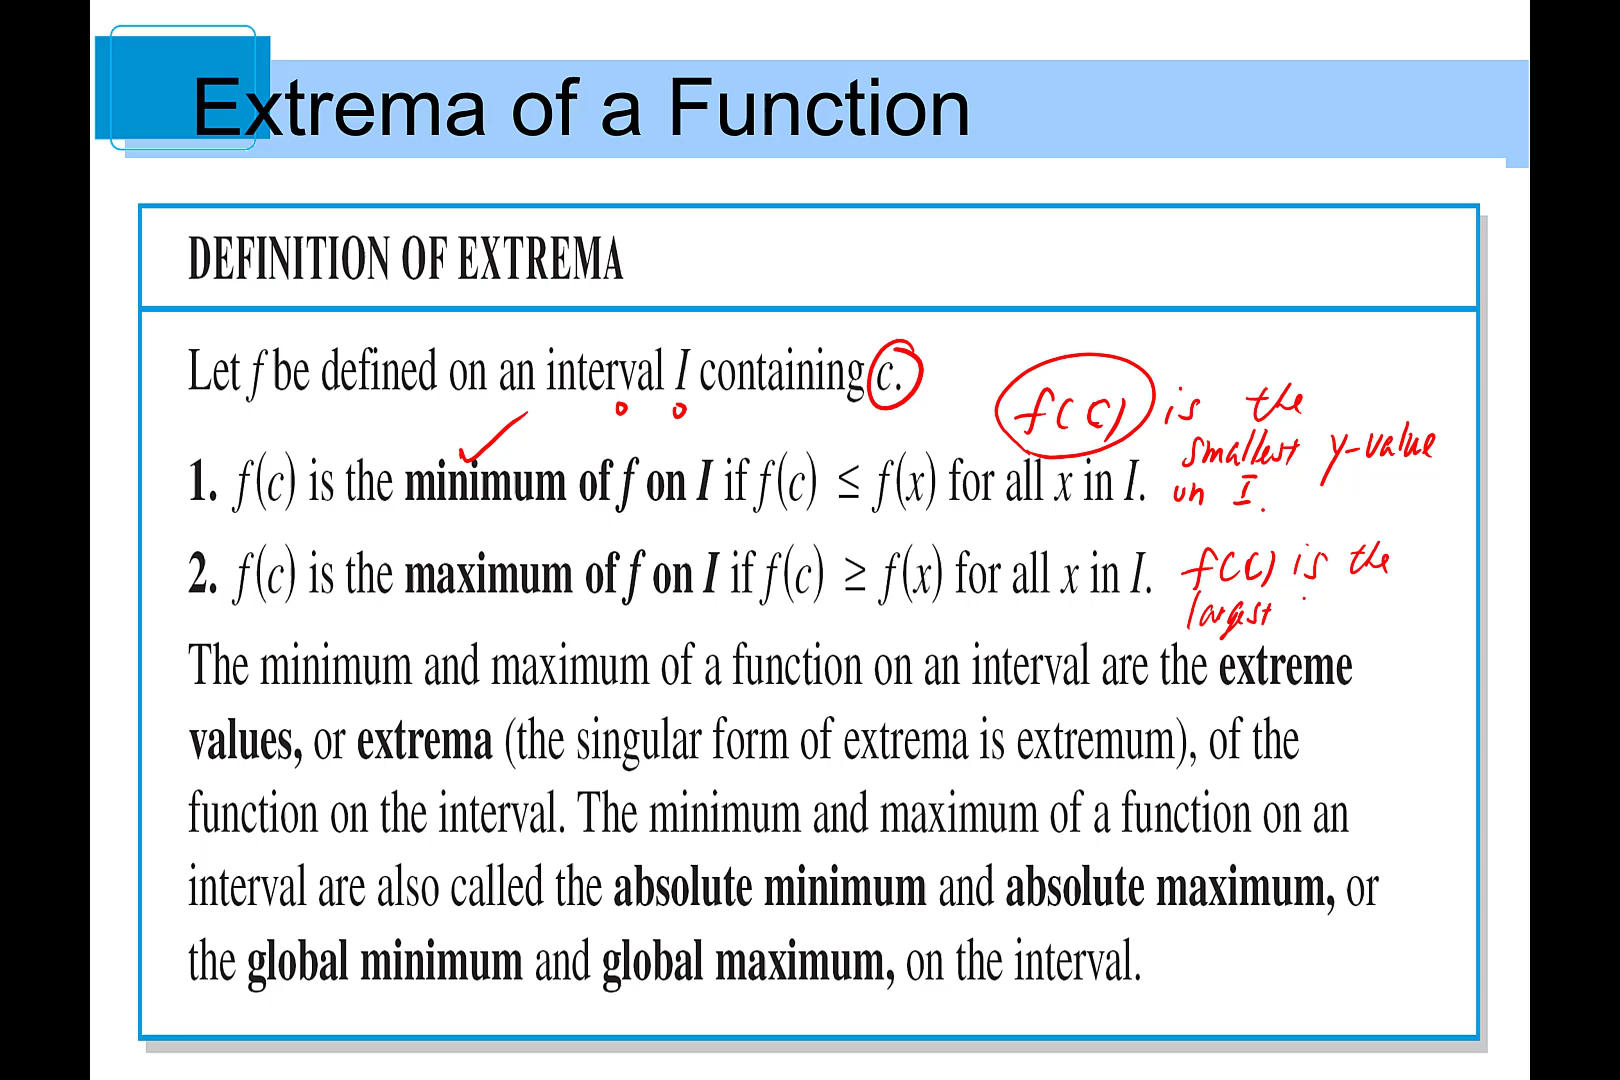 Extrema of a Function
DEFINITION OF EXTREMA
Let f be defined on an interval I containing c.
f(c) is the
smallest y-value
on I.
1. f(c) is the minimum of f on I if f(c) ≤ f(x) for all x in I.
2. f(c) is the maximum of f on I if f(c) ≥ f(x) for all x in I.
f(c) is the
largest
The minimum and maximum of a function on an interval are the extreme
values, or extrema (the singular form of extrema is extremum), of the
function on the interval. The minimum and maximum of a function on an
interval are also called the absolute minimum and absolute maximum, or
the global minimum and global maximum, on the interval.